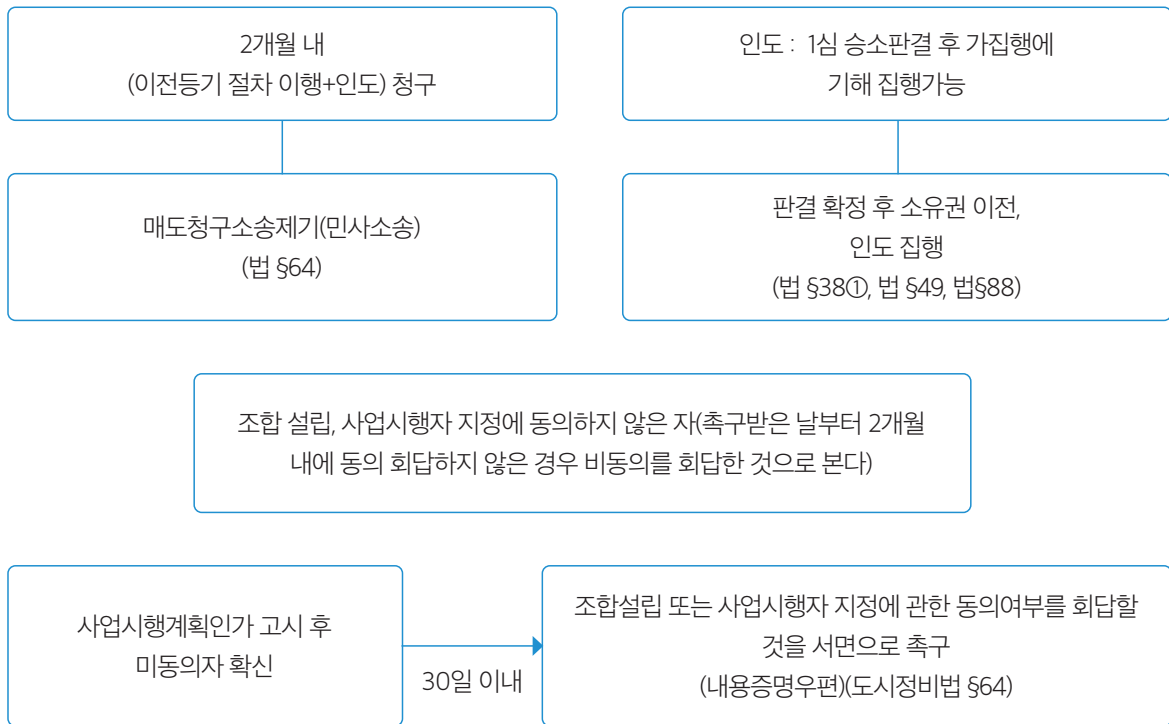 2개월 내
(이전등기 절차 이행+인도) 청구
인도 : 1심 승소판결 후 가집행에
기해 집행가능
매도청구소송제기(민사소송)
(법 §64)
판결 확정 후 소유권 이전,
인도 집행
(법 §38①, 법 §49, 법§88)
조합 설립, 사업시행자 지정에 동의하지 않은 자(촉구받은 날부터 2개월
내에 동의 회답하지 않은 경우 비동의를 회답한 것으로 본다)
사업시행계획인가 고시 후
미동의자 확신
30일 이내
조합설립 또는 사업시행자 지정에 관한 동의여부를 회답할
것을 서면으로 촉구
(내용증명우편)(도시정비법 §64)